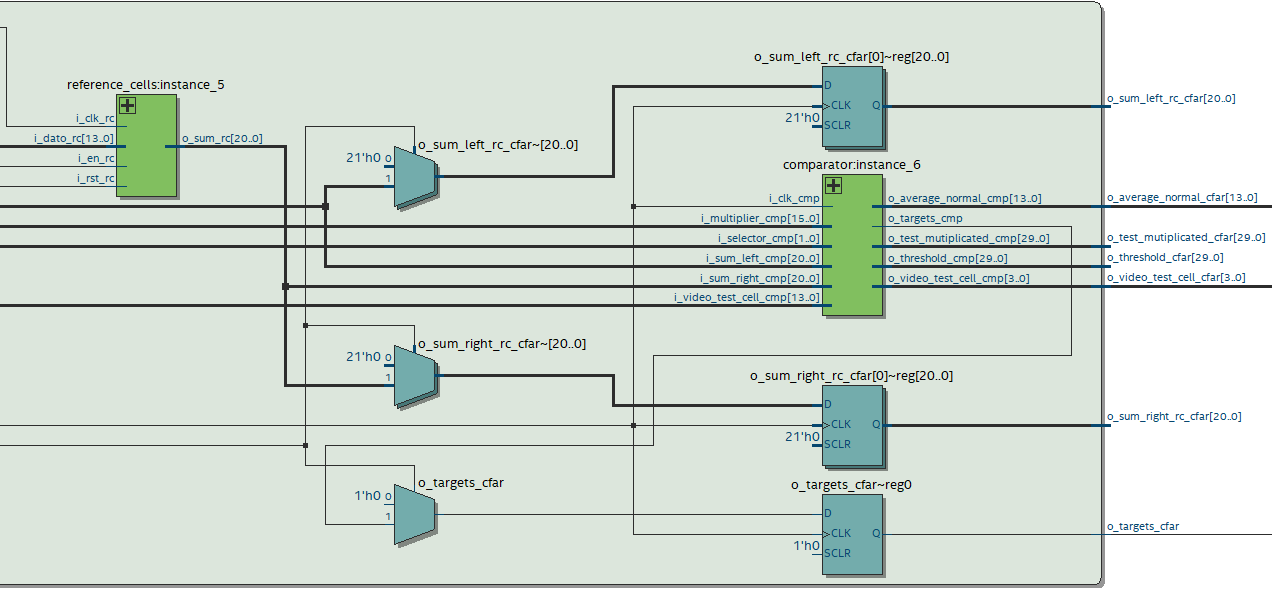 o_sum_left_rc_cfar[0]~reg[20..0]
reference_cells:instance_5
D
CLK
Q
21'h0
SCLR
o_sum_left_rc_cfar[20..0]
i_clk_rc
i_dato_rc[13..0]
o_sum_rc[20..0]
i_en_rc
i_rst_rc
o_sum_left_rc_cfar~[20..0]
21'h0 0
1
comparator:instance_6
i_clk_cmp
o_average_normal_cmp[13..0]
o_average_normal_cfar[13..0]
i_multiplier_cmp[15..0]
o_targets_cmp
i_selector_cmp[1..0]
o_test_mutiplicated_cmp[29..0]
o_test_mutiplicated_cfar[29..0]
i_sum_left_cmp[20..0]
o_threshold_cmp[29..0]
o_threshold_cfar[29..0]
i_sum_right_cmp[20..0]
o_video_test_cell_cmp[3..0]
o_video_test_cell_cfar[3..0]
i_video_test_cell_cmp[13..0]
o_sum_right_rc_cfar~[20..0]
21'h0 0
1
o_sum_right_rc_cfar[0]~reg[20..0]
D
CLK
Q
21'h0
SCLR
o_sum_right_rc_cfar[20..0]
o_targets_cfar
1'h0 0
1
o_targets_cfar~reg0
D
CLK
Q
1'h0
SCLR
o_targets_cfar